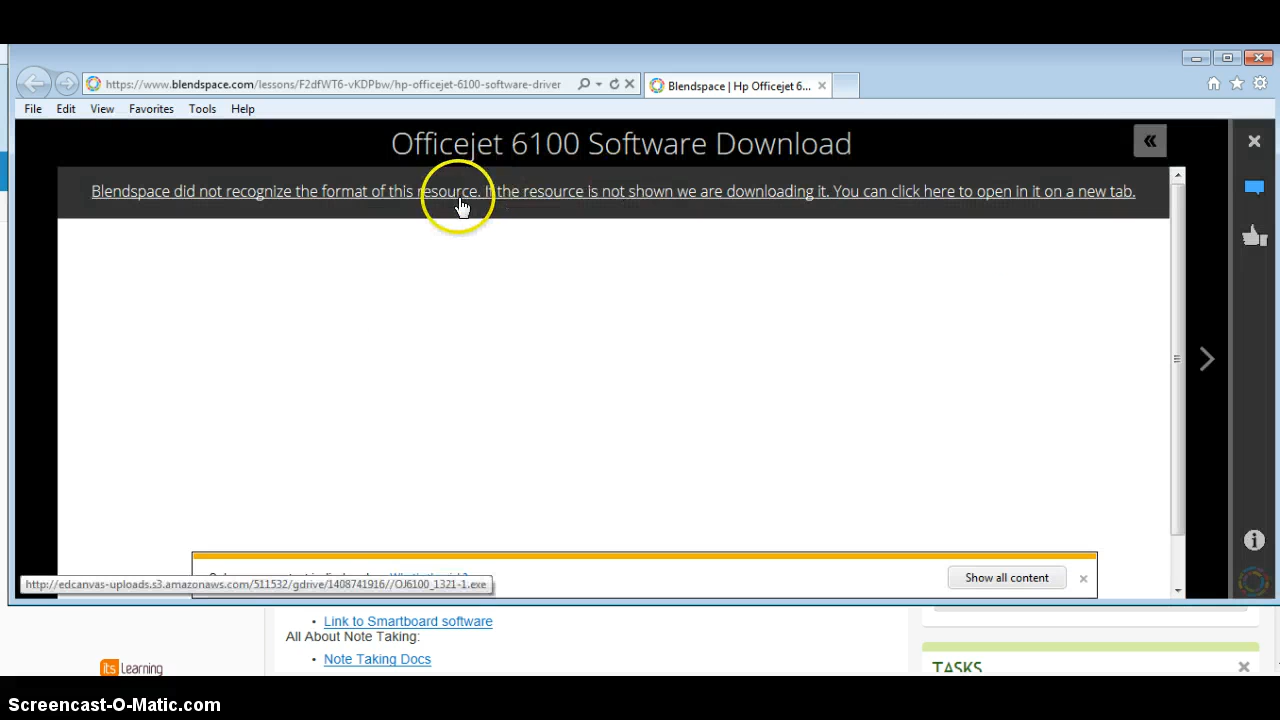 https://www.blendspace.com/lessons/F2dfWT6-vKDPbw/hp-officejet-6100-software-driver
Blendspace | Hp Officejet 6...
File Edit View Favorites Tools Help
Officejet 6100 Software Download
Blendspace did not recognize the format of this resource. If the resource is not shown we are downloading it. You can click here to open in it on a new tab.
Show all content
http://edcanvas-uploads.s3.amazonaws.com/511532/gdrive/1408741916//OJ6100_1321-1.exe
Link to Smartboard software
All About Note Taking:
Note Taking Docs
its learning
TASKS
Screencast-O-Matic.com